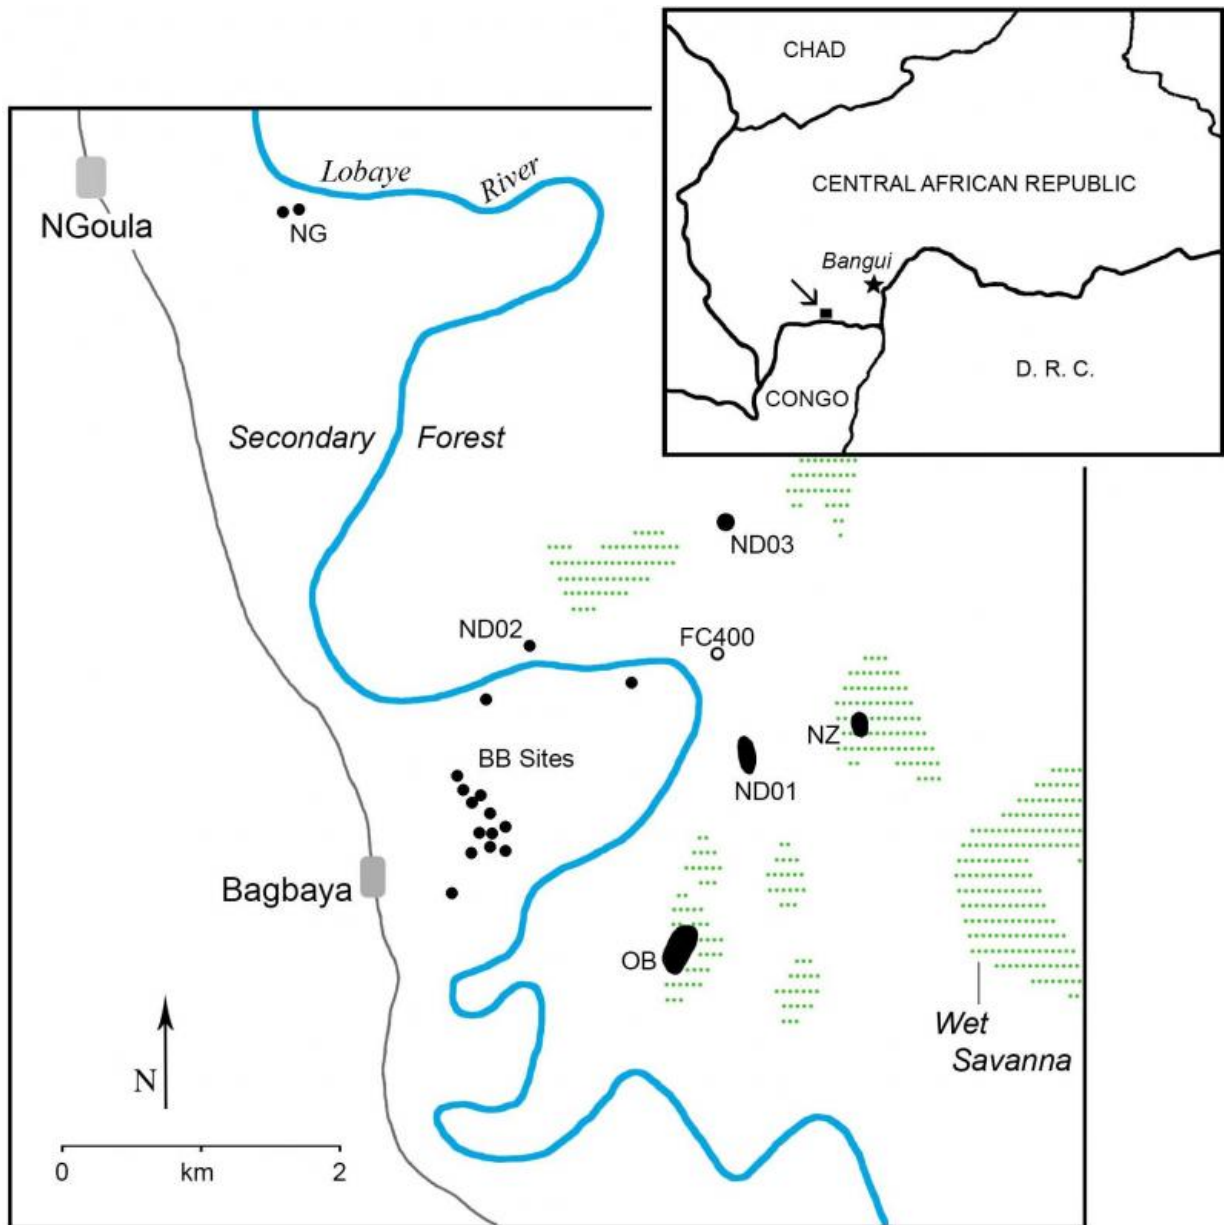 CHAD
CENTRAL AFRICAN REPUBLIC
Bangui
D. R. C.
CONGO
Lobaye River
NGoula
NG
Secondary Forest
ND03
ND02
FC400
NZ
BB Sites
ND01
Bagbaya
OB
Wet
Savanna
N
0 km 2